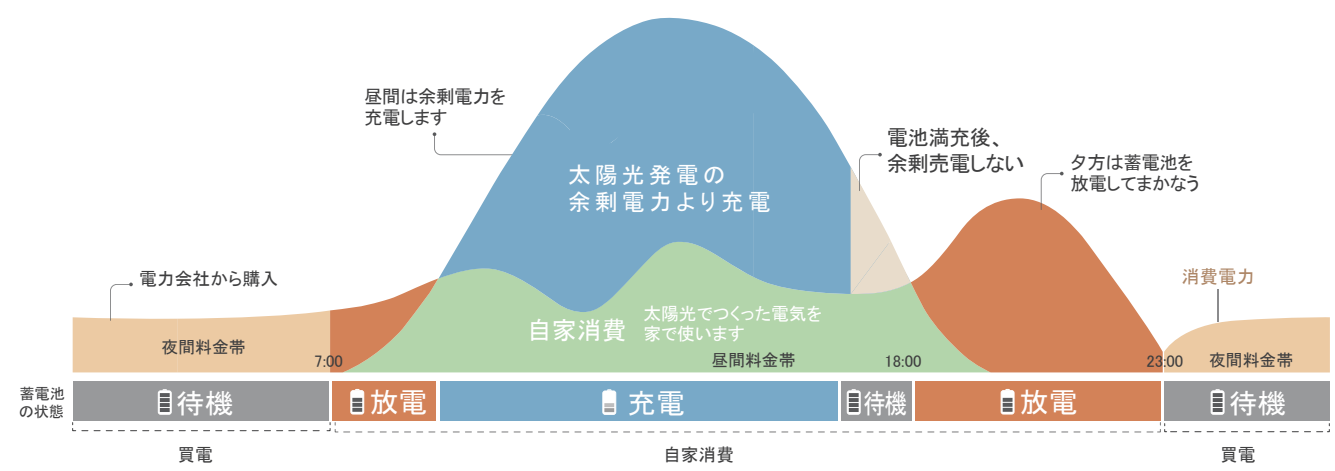 昼間は余剰電力を
充電します
太陽光発電の
余剰電力より充電
電池満充後、
余剰売電しない
夕方は蓄電池を
放電してまかなう
電力会社から購入
消費電力
自家消費
太陽光でつくった電気を
家で使います
夜間料金帯
7:00
昼間料金帯
18:00
23:00
夜間料金帯
蓄電池
の状態
待機
放電
充電
待機
放電
待機
買電
自家消費
買電